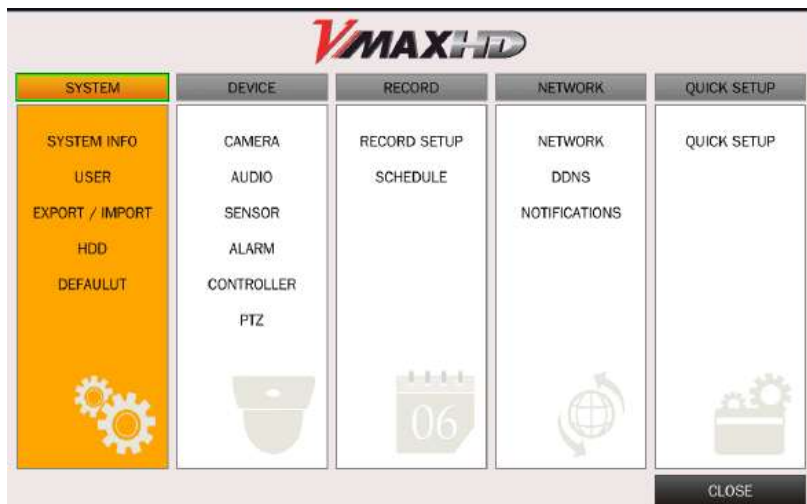 VMAXHD
SYSTEM
SYSTEM INFO
USER
EXPORT / IMPORT
HDD
DEFAULUT
DEVICE
CAMERA
AUDIO
SENSOR
ALARM
CONTROLLER
PTZ
RECORD
RECORD SETUP
SCHEDULE
06
NETWORK
NETWORK
DDNS
NOTIFICATIONS
QUICK SETUP
QUICK SETUP
CLOSE